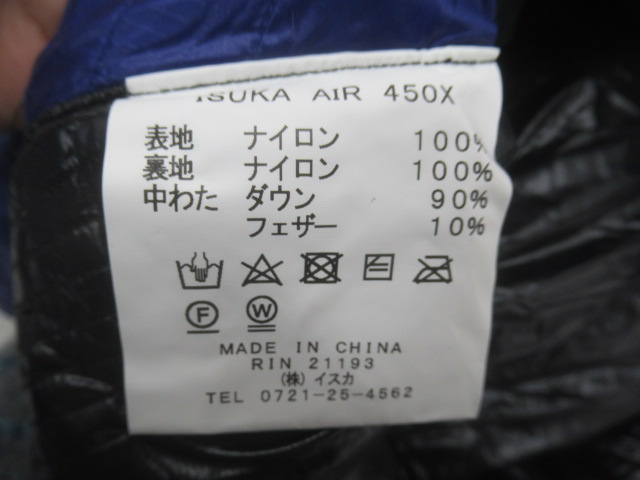 ISUKA AIR 450X
表地 ナイロン 100%
裏地 ナイロン 100%
中わた ダウン 90%
フェザー 10%
F W
MADE IN CHINA
RIN 21193
(株) イスカ
TEL 0721-25-4562